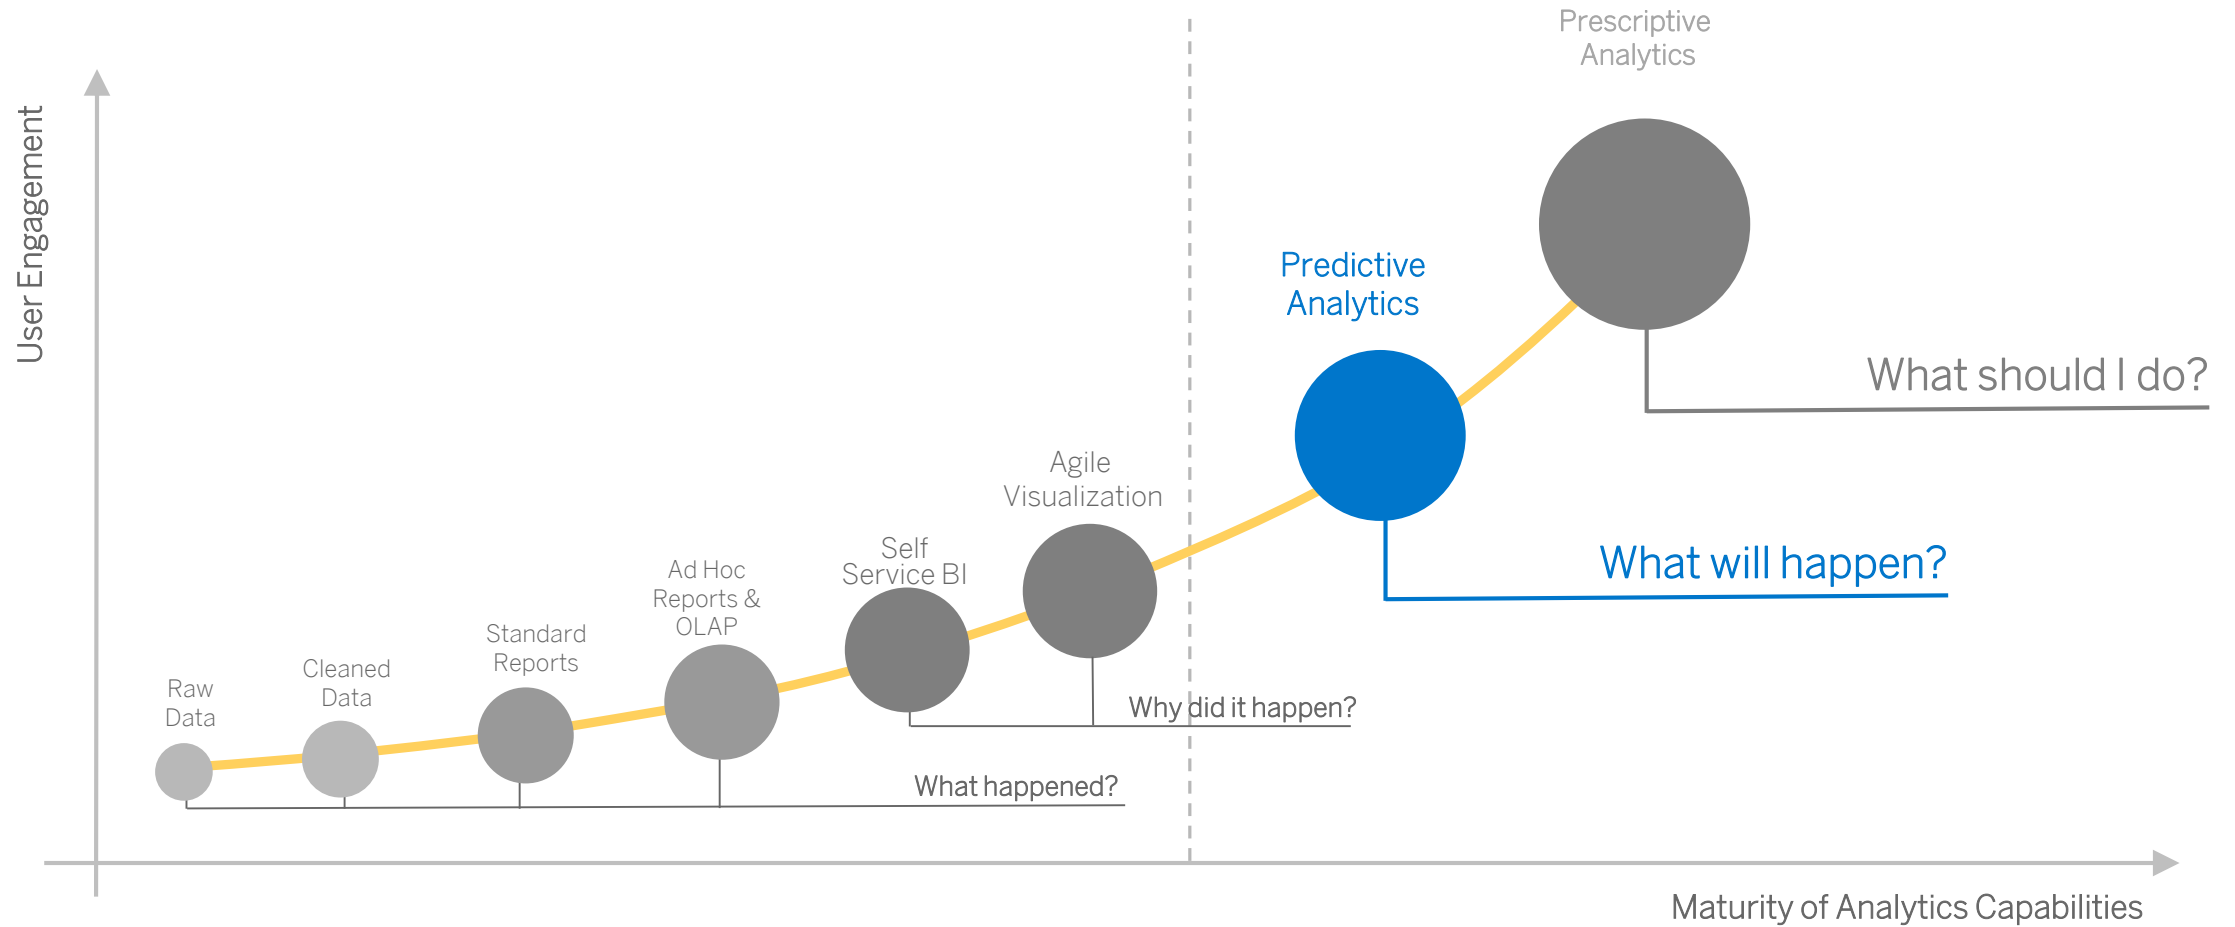 Prescriptive
Analytics
User Engagement
Predictive
Analytics
What should I do?
Agile
Visualization
Self
Service BI
What will happen?
Ad Hoc
Reports &
OLAP
Standard
Reports
Cleaned
Data
Raw
Data
Why did it happen?
What happened?
Maturity of Analytics Capabilities